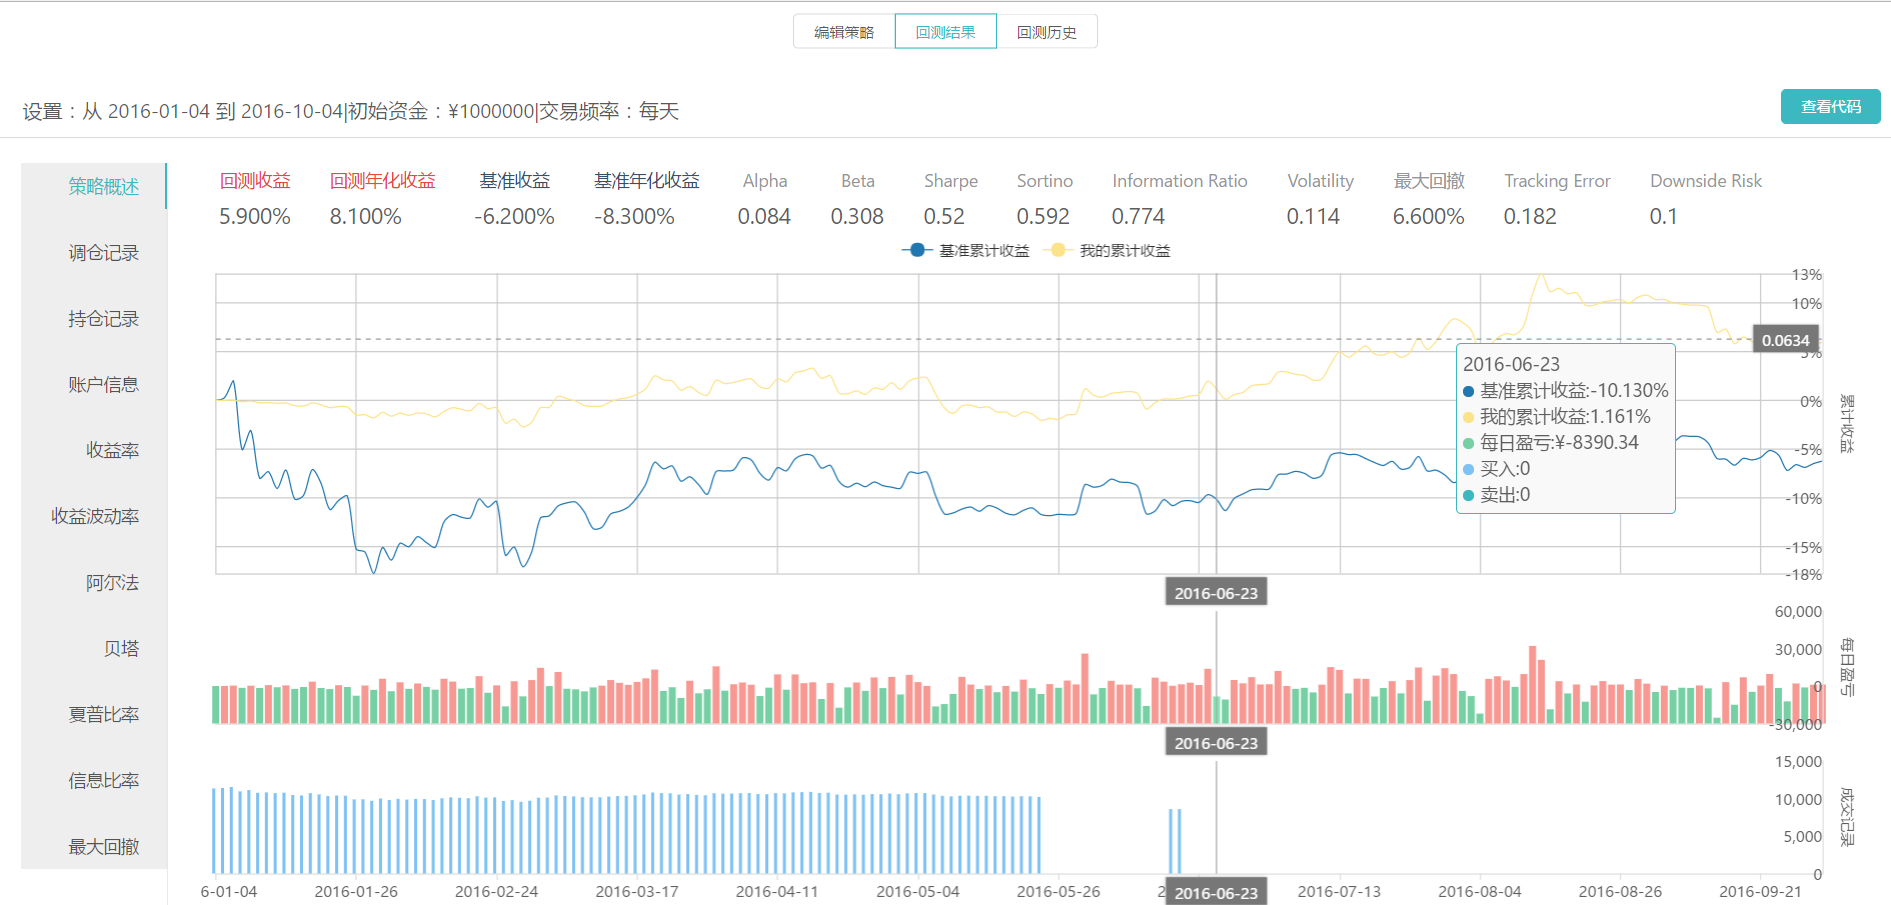 编辑策略 回测结果 回测历史
设置：从 2016-01-04 到 2016-10-04|初始资金：¥1000000|交易频率：每天
查看代码
策略概述
调仓记录
持仓记录
账户信息
收益率
收益波动率
阿尔法
贝塔
夏普比率
信息比率
最大回撤
回测收益 回测年化收益 基准收益 基准年化收益 Alpha Beta Sharpe Sortino Information Ratio Volatility 最大回撤 Tracking Error Downside Risk
5.900% 8.100% -6.200% -8.300% 0.084 0.308 0.52 0.592 0.774 0.114 6.600% 0.182 0.1
基准累计收益 我的累计收益
13%
10%
0.0634
5%
0%
-5%
-10%
-15%
-18%
累计收益
2016-06-23
基准累计收益:-10.130%
我的累计收益:1.161%
每日盈亏:¥-8390.34
买入:0
卖出:0
2016-06-23
60,000
30,000
0
-30,000
每日盈亏
2016-06-23
15,000
10,000
5,000
0
成交记录
6-01-04 2016-01-26 2016-02-24 2016-03-17 2016-04-11 2016-05-04 2016-05-26 2016-06-23 2016-07-13 2016-08-04 2016-08-26 2016-09-21